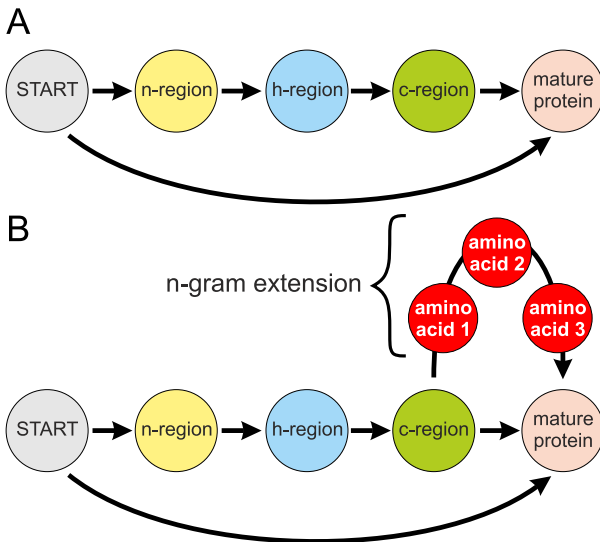 A
START
n-region
h-region
c-region
mature
protein
B
n-gram extension
amino
acid 1
amino
acid 2
amino
acid 3
START
n-region
h-region
c-region
mature
protein